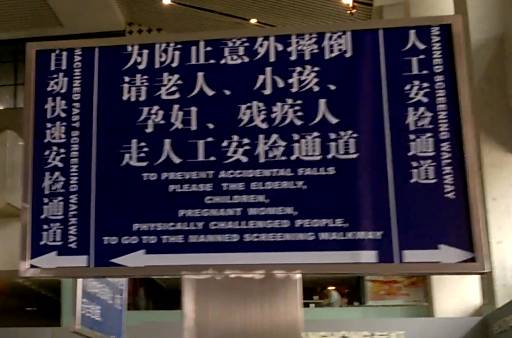 自动快速安检通道
MACHINED FAST SCREENING WALKWAY
为防止意外摔倒
请老人、小孩、
孕妇、残疾人
走人工安检通道
TO PREVENT ACCIDENTAL FALLS
PLEASE THE ELDERLY,
CHILDREN,
PREGNANT WOMEN,
PHYSICALLY CHALLENGED PEOPLE,
TO GO TO THE MANNED SCREENING WALKWAY
人工安检通道
MANNED SCREENING WALKWAY